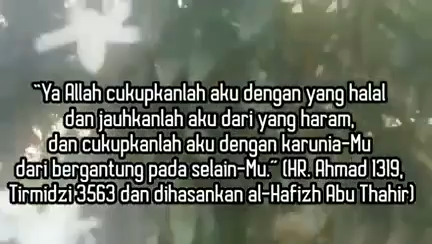 "Ya Allah cukupkanlah aku dengan yang halal
dan jauhkanlah aku dari yang haram,
dan cukupkanlah aku dengan karunia-Mu
dari bergantung pada selain-Mu." (HR. Ahmad 1319,
Tirmidzi 3563 dan dihasankan al-Hafizh Abu Thahir)